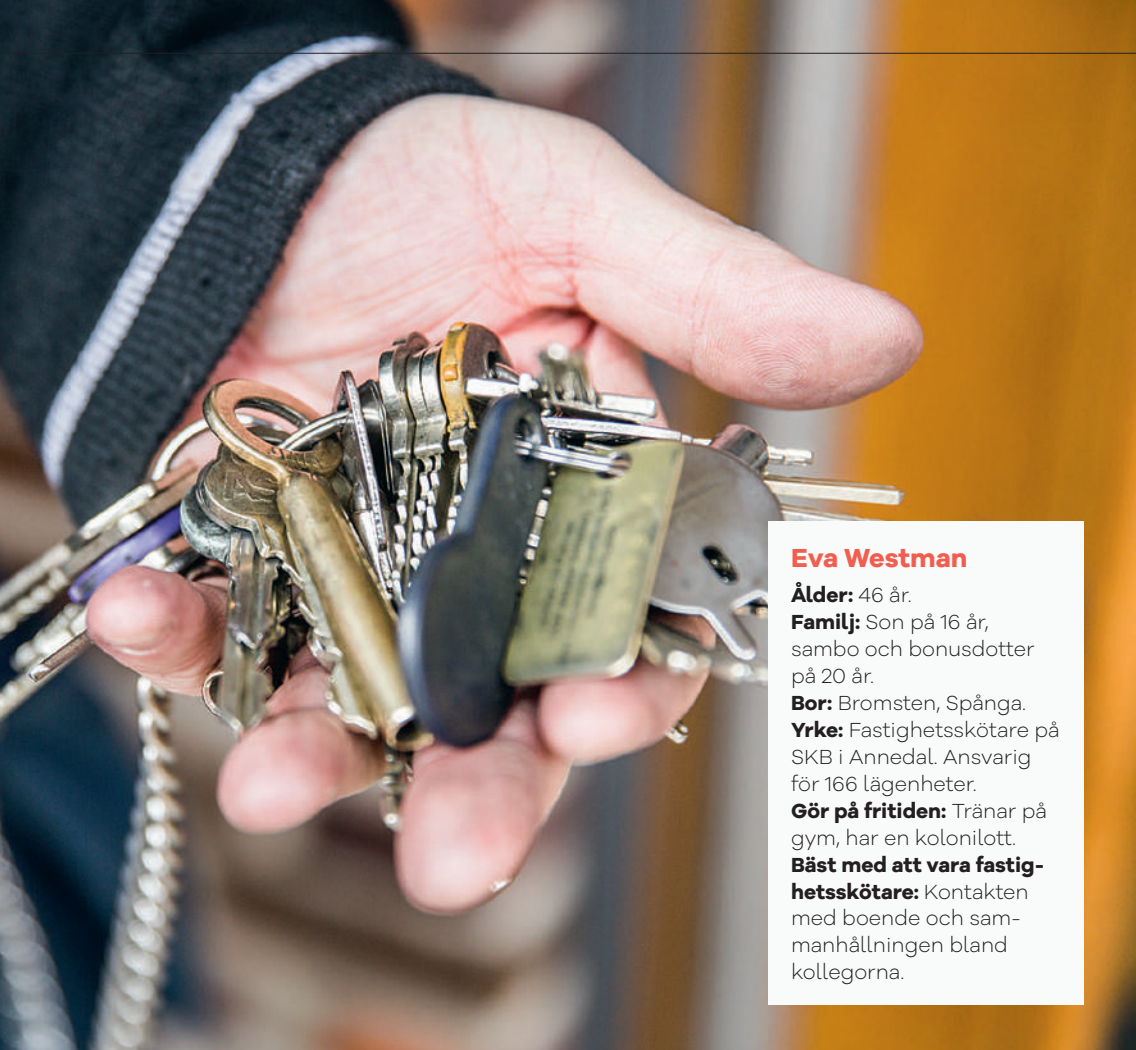 Eva Westman
Ålder: 46 år.
Familj: Son på 16 år,
sambo och bonusdotter
på 20 år.
Bor: Bromsten, Spånga.
Yrke: Fastighetsskötare på
SKB i Annedal. Ansvarig
för 166 lägenheter.
Gör på fritiden: Tränar på
gym, har en kolonilott.
Bäst med att vara fastig-
hetsskötare: Kontakten
med boende och sam-
manhållningen bland
kollegorna.